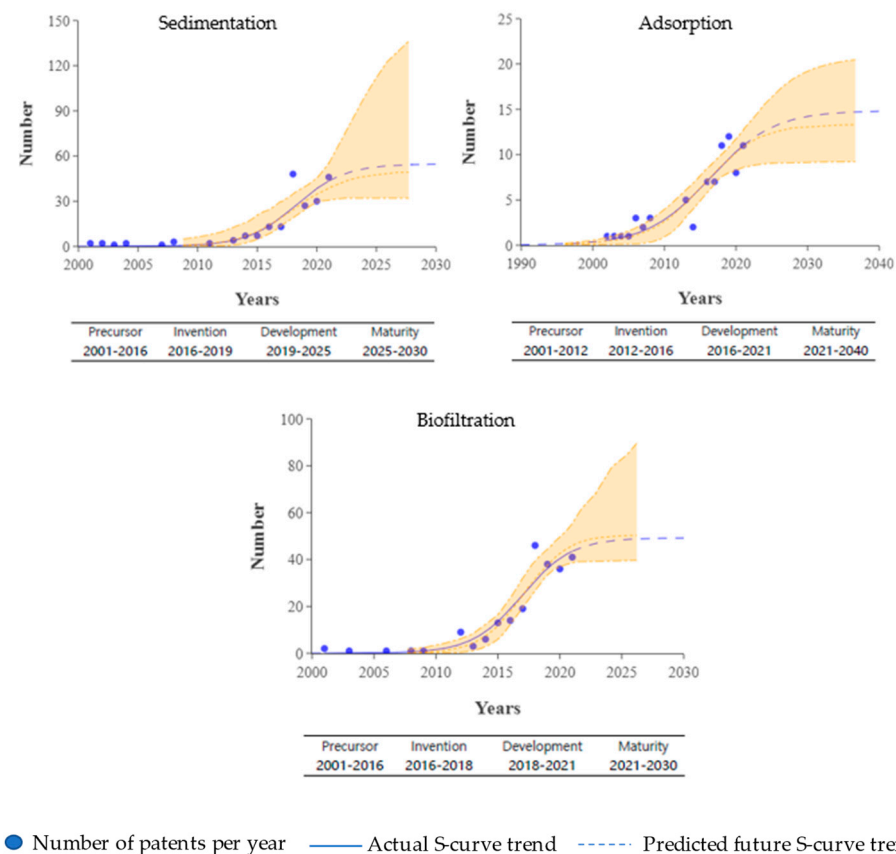 Sedimentation
150
120
90
60
30
0
Number
2000 2005 2010 2015 2020 2025 2030
Years
Precursor Invention Development Maturity
2001-2016 2016-2019 2019-2025 2025-2030
Adsorption
25
20
15
10
5
0
Number
1990 2000 2010 2020 2030 2040
Years
Precursor Invention Development Maturity
2001-2012 2012-2016 2016-2021 2021-2040
Biofiltration
100
80
60
40
20
0
Number
2000 2005 2010 2015 2020 2025 2030
Years
Precursor Invention Development Maturity
2001-2016 2016-2018 2018-2021 2021-2030
Number of patents per year Actual S-curve trend Predicted future S-curve tre